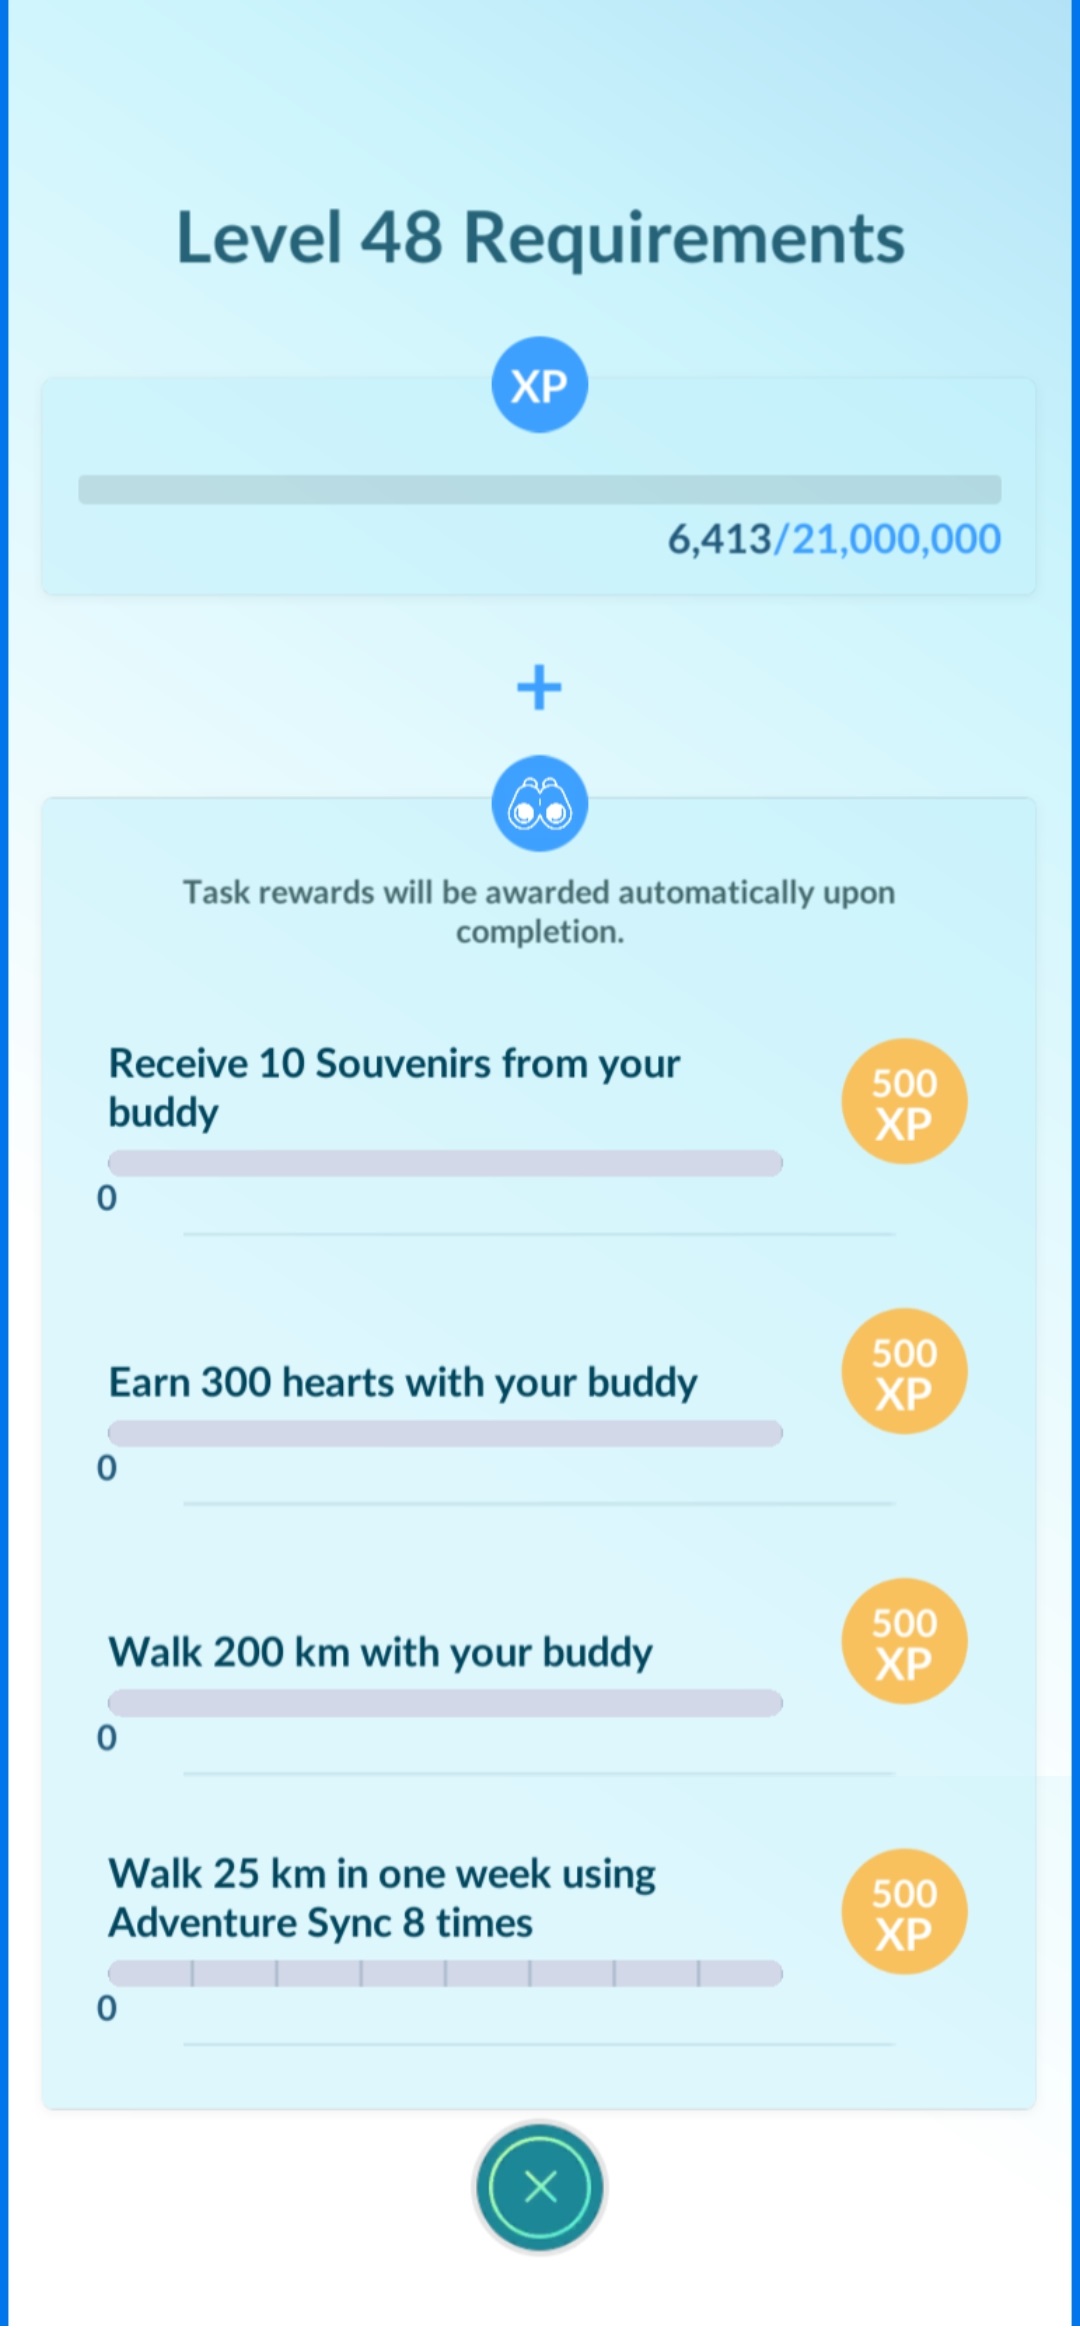 Level 48 Requirements
XP
6,413/21,000,000
+
Task rewards will be awarded automatically upon
completion.
Receive 10 Souvenirs from your
buddy
500
XP
0
Earn 300 hearts with your buddy
500
XP
0
Walk 200 km with your buddy
500
XP
0
Walk 25 km in one week using
Adventure Sync 8 times
500
XP
0